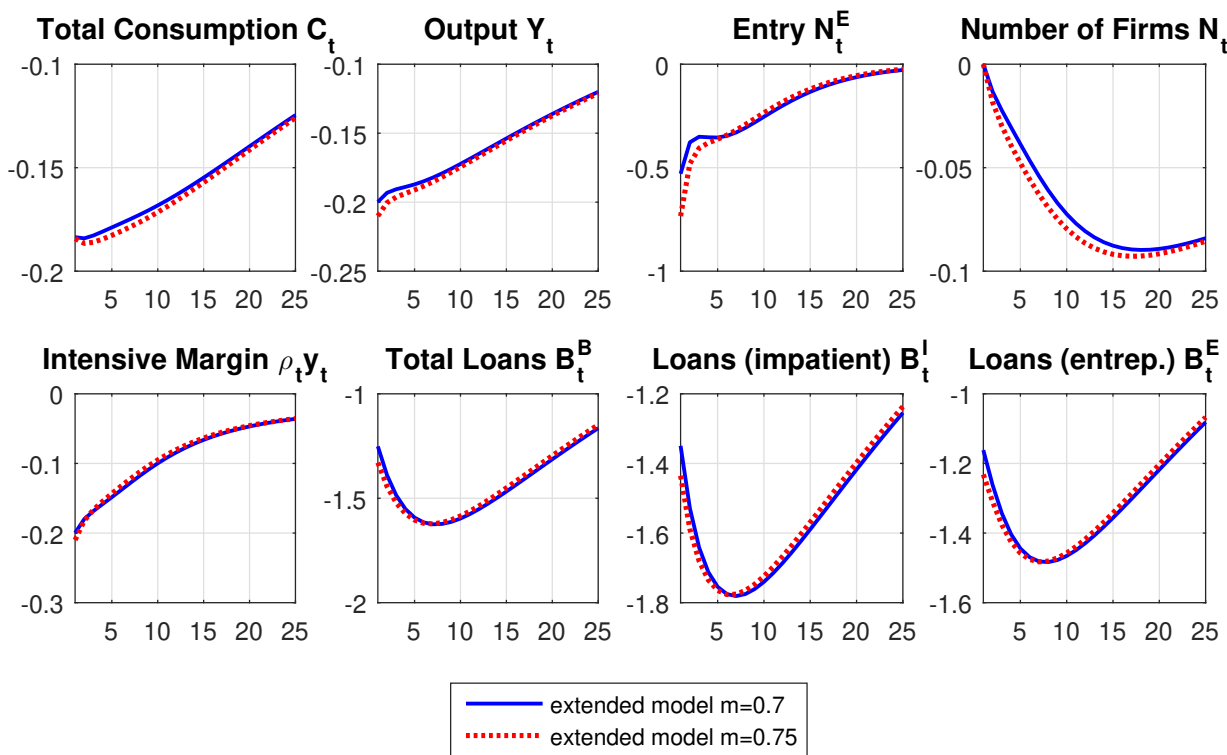 Total Consumption C_t
Output Y_t
Entry N_t^E
Number of Firms N_t
-0.1
-0.15
-0.2
5 10 15 20 25
-0.1
-0.15
-0.2
-0.25
5 10 15 20 25
0
-0.5
-1
5 10 15 20 25
0
-0.05
-0.1
5 10 15 20 25
Intensive Margin ρ_t y_t
Total Loans B_t^B
Loans (impatient) B_t^I
Loans (entrep.) B_t^E
0
-0.1
-0.2
-0.3
5 10 15 20 25
-1
-1.5
-2
5 10 15 20 25
-1.2
-1.4
-1.6
-1.8
5 10 15 20 25
-1
-1.2
-1.4
-1.6
5 10 15 20 25
extended model m=0.7
extended model m=0.75